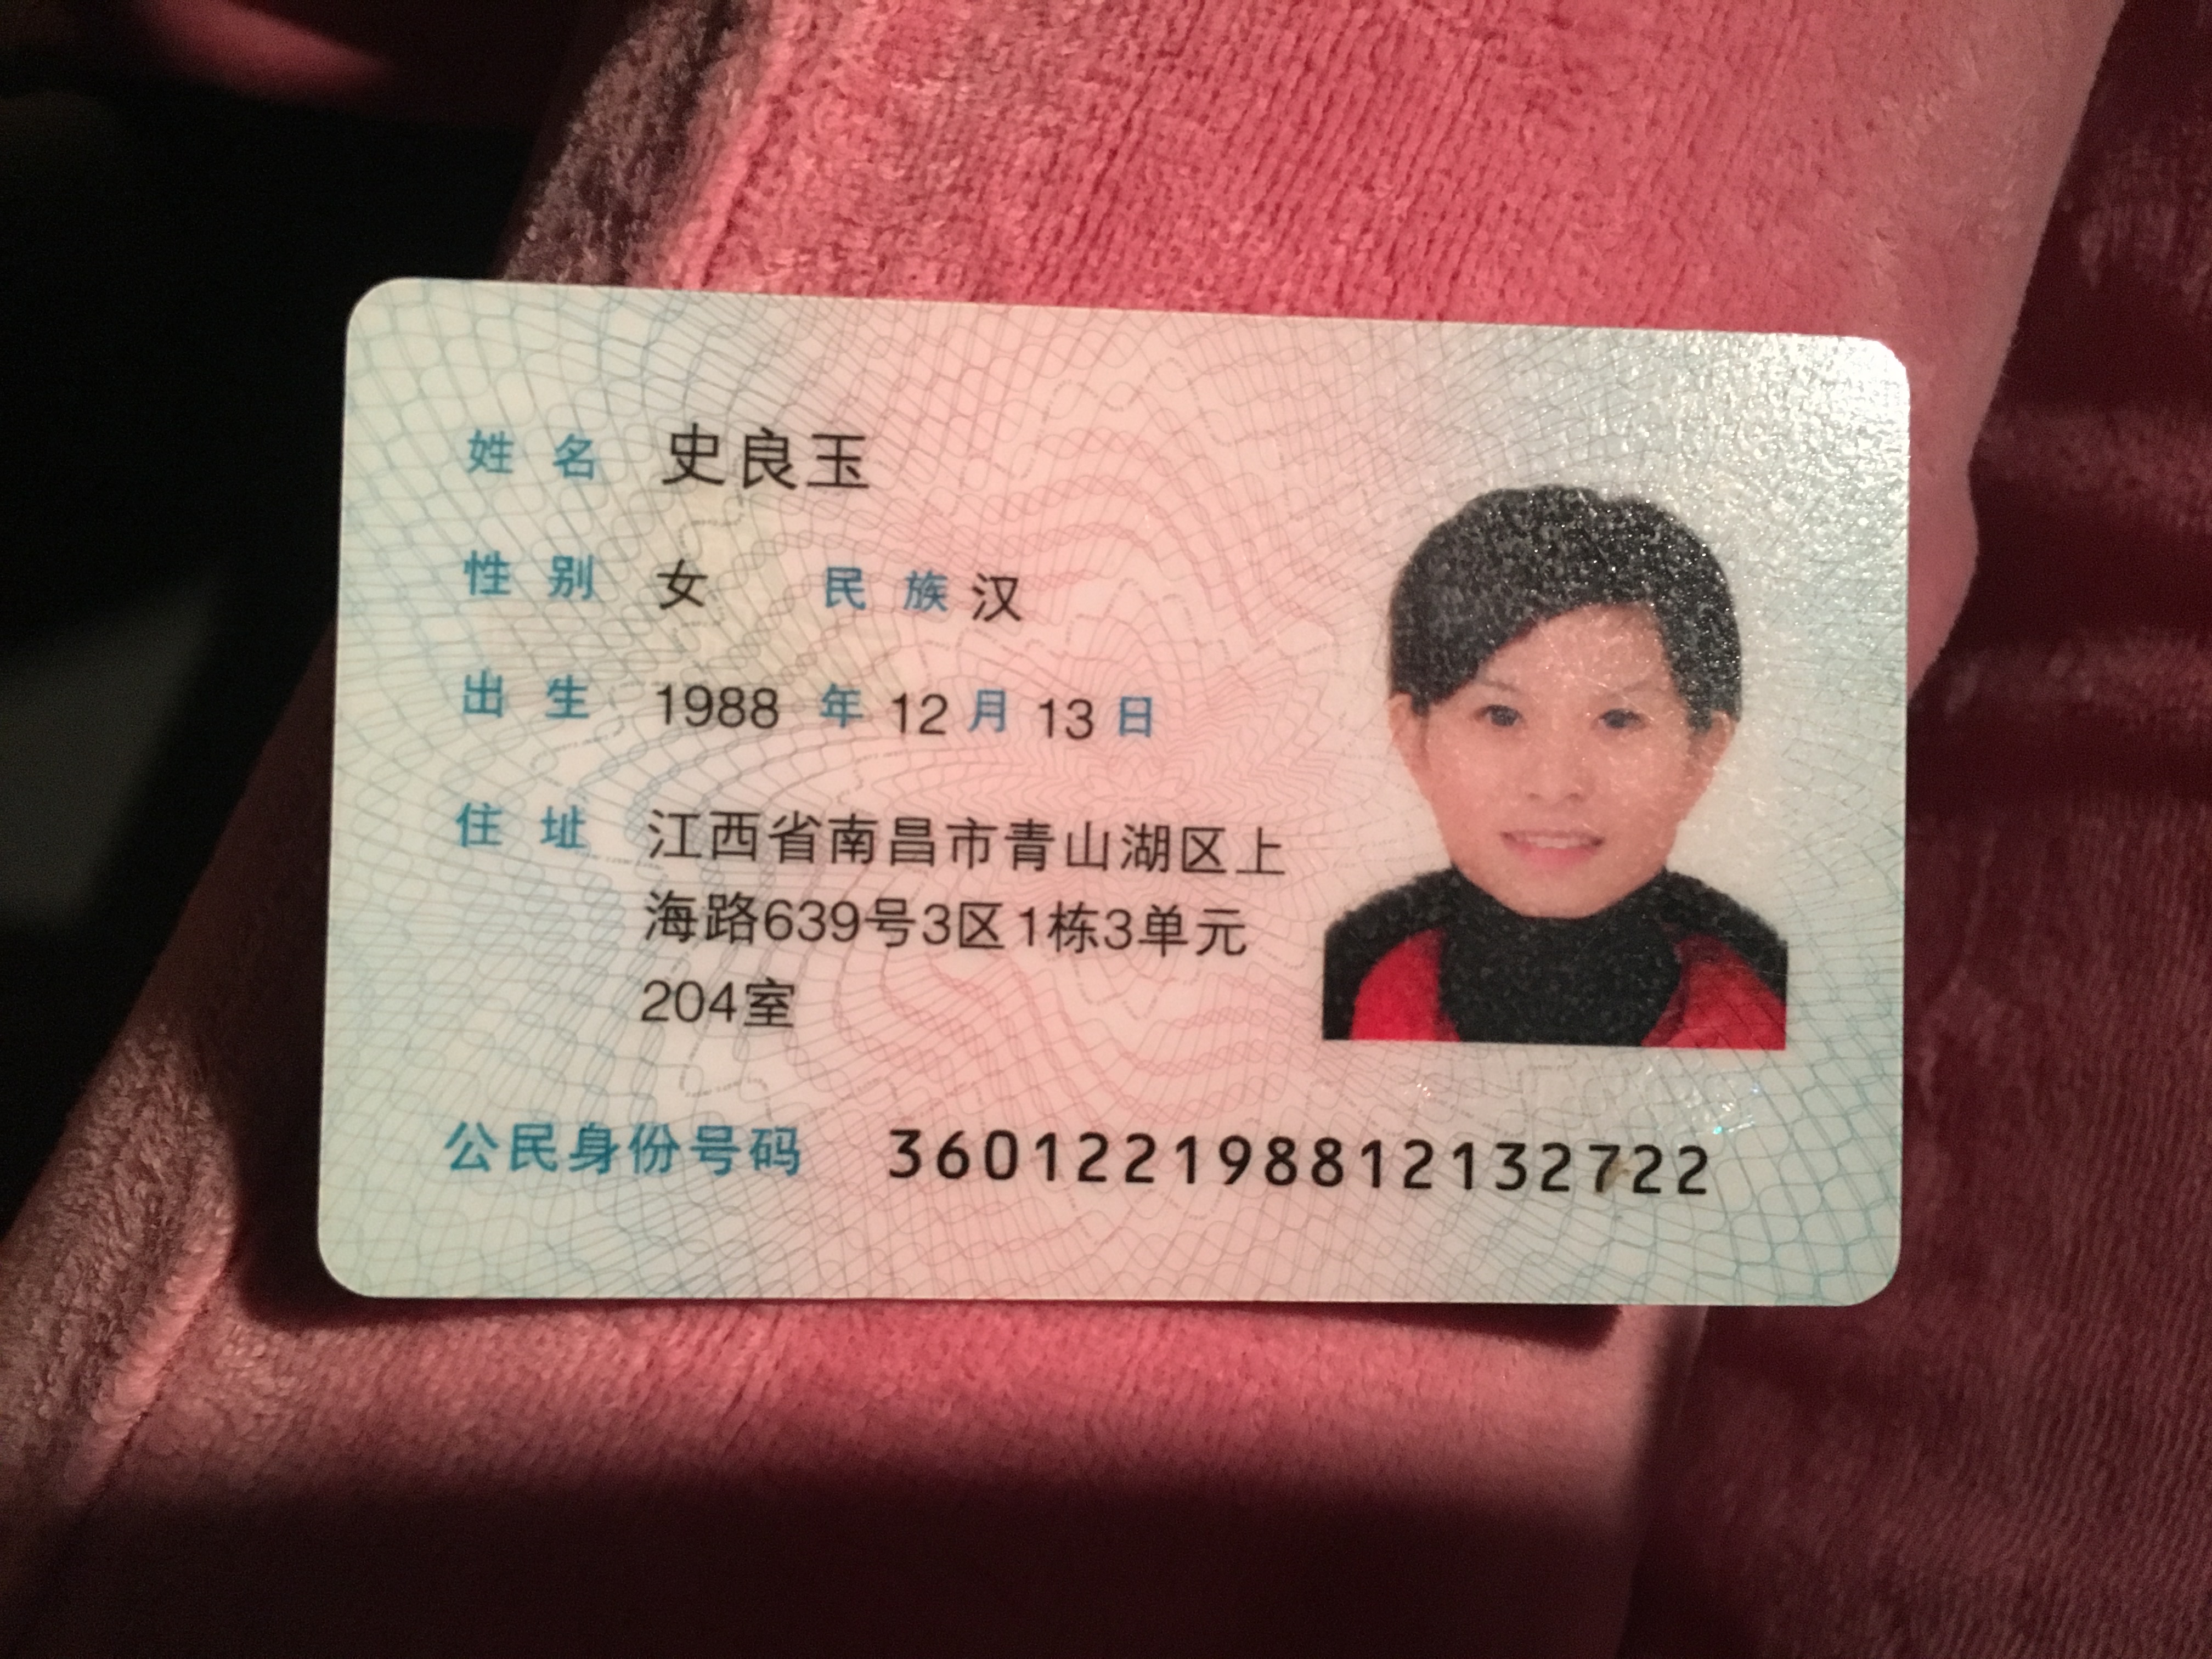 姓名 史良玉
性别 女 民族 汉
出生 1988 年 12 月 13 日
住址 江西省南昌市青山湖区上
海路639号3区1栋3单元
204室
公民身份号码 360122198812132722